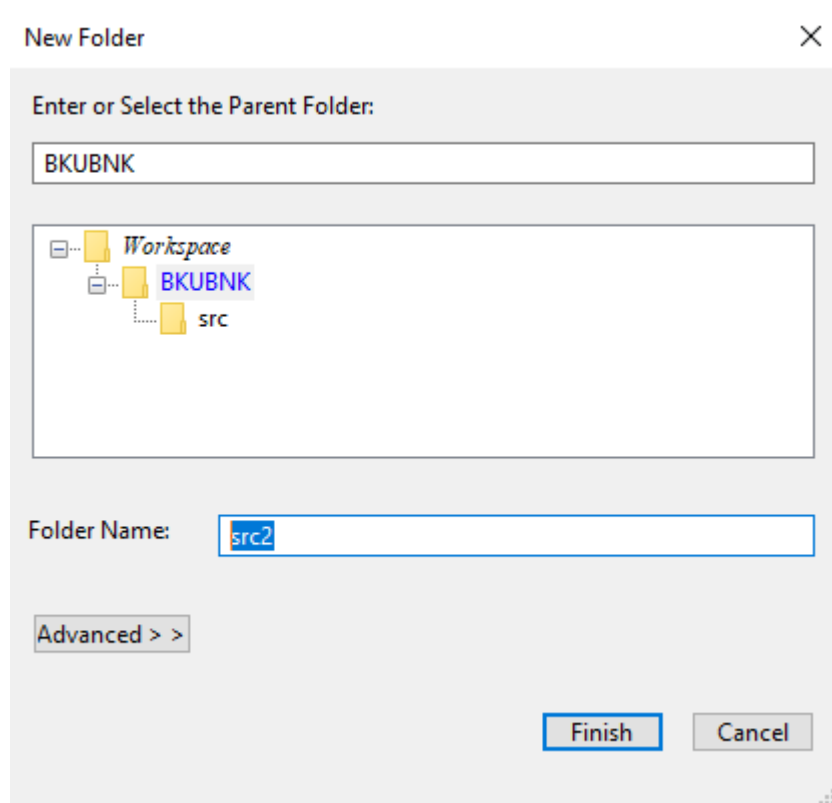 New Folder
Enter or Select the Parent Folder:
BKUBNK
Workspace
BKUBNK
src
Folder Name:
src2
Advanced > >
Finish
Cancel